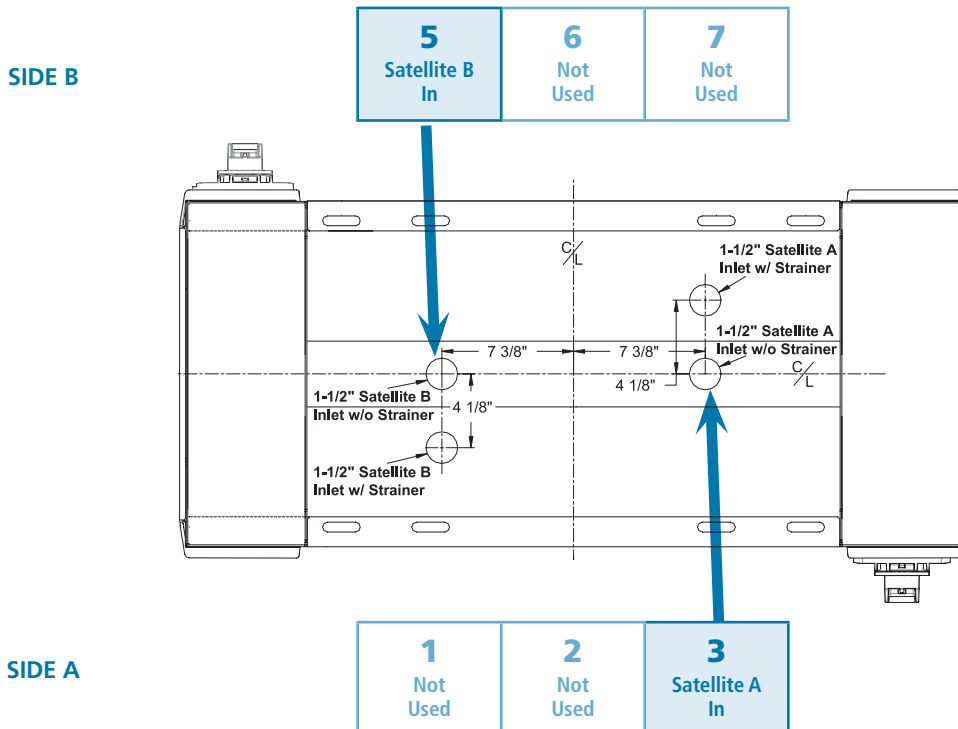 SIDE B
5
Satellite B
In
6
Not
Used
7
Not
Used
C/L
1-1/2" Satellite A
Inlet w/ Strainer
1-1/2" Satellite A
Inlet w/o Strainer
7 3/8"
7 3/8"
C/L
4 1/8"
1-1/2" Satellite B
Inlet w/o Strainer
4 1/8"
1-1/2" Satellite B
Inlet w/ Strainer
SIDE A
1
Not
Used
2
Not
Used
3
Satellite A
In